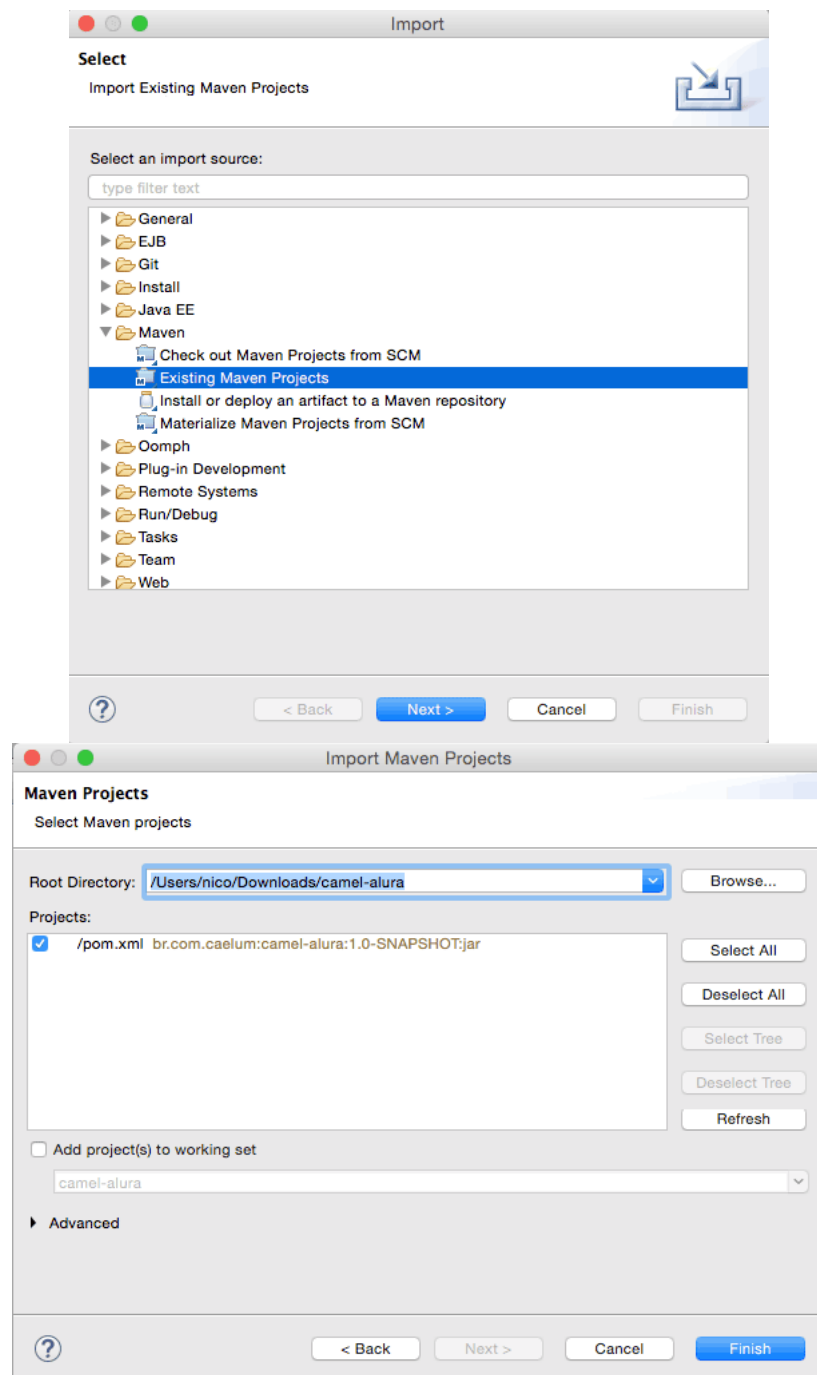 Import
Select
Import Existing Maven Projects
Select an import source:
type filter text
General
EJB
Git
Install
Java EE
Maven
Check out Maven Projects from SCM
Existing Maven Projects
Install or deploy an artifact to a Maven repository
Materialize Maven Projects from SCM
Oomph
Plug-in Development
Remote Systems
Run/Debug
Tasks
Team
Web
?
< Back Next > Cancel Finish
Import Maven Projects
Maven Projects
Select Maven projects
Root Directory: /Users/nico/Downloads/camel-alura Browse...
Projects:
/pom.xml br.com.caelum:camel-alura:1.0-SNAPSHOT:jar
Select All
Deselect All
Select Tree
Deselect Tree
Refresh
Add project(s) to working set
camel-alura
Advanced
?
< Back Next > Cancel Finish